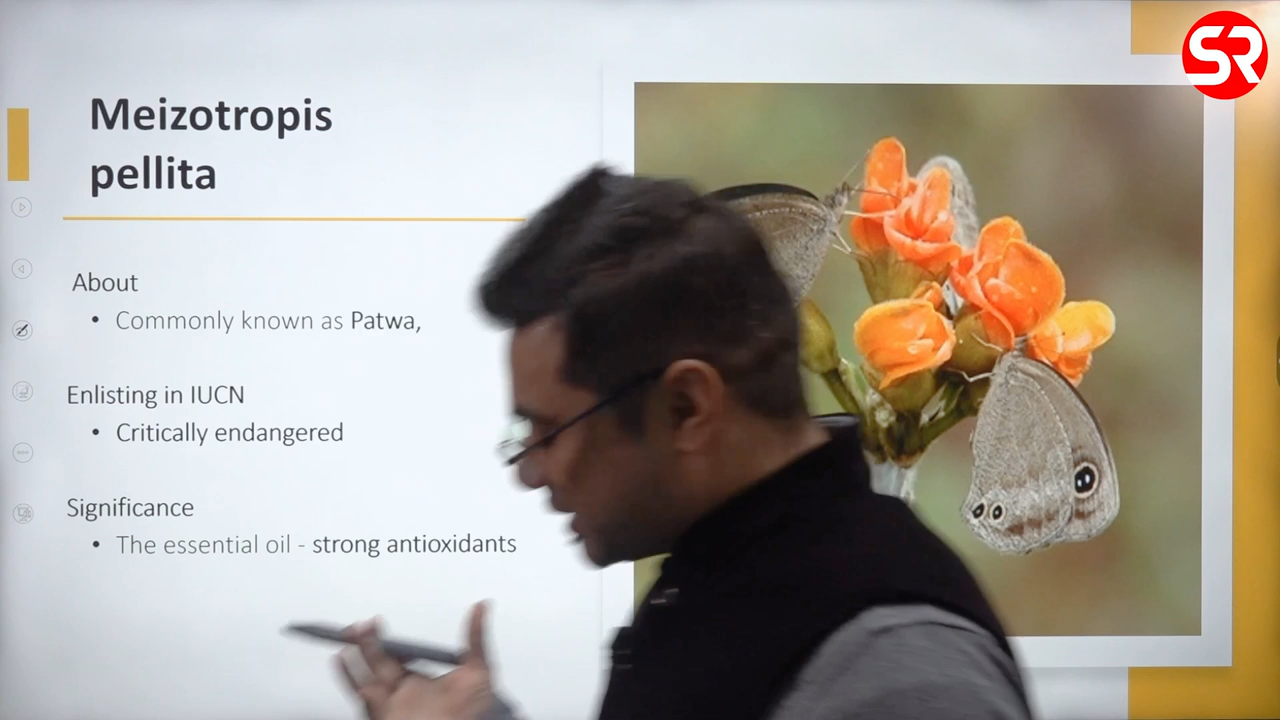 SR
Meizotropis
pellita
About
• Commonly known as Patwa,
Enlisting in IUCN
• Critically endangered
Significance
• The essential oil - strong antioxidants